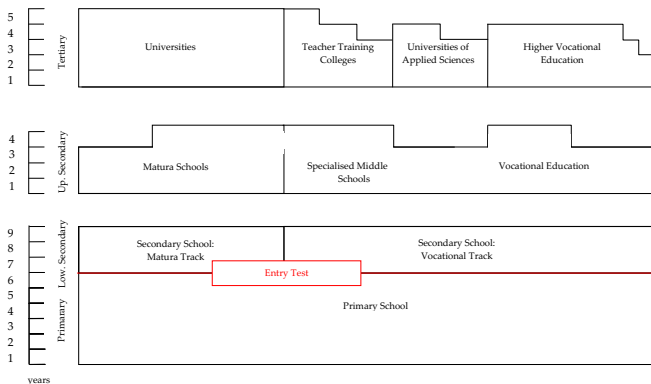 5
4
3
2
1
Tertiary
Universities
Teacher Training
Colleges
Universities of
Applied Sciences
Higher Vocational
Education
4
3
2
1
Up. Secondary
Matura Schools
Specialised Middle
Schools
Vocational Education
9
8
7
6
5
4
3
2
1
Low. Secondary
Primarary
Secondary School:
Matura Track
Secondary School:
Vocational Track
Entry Test
Primary School
years